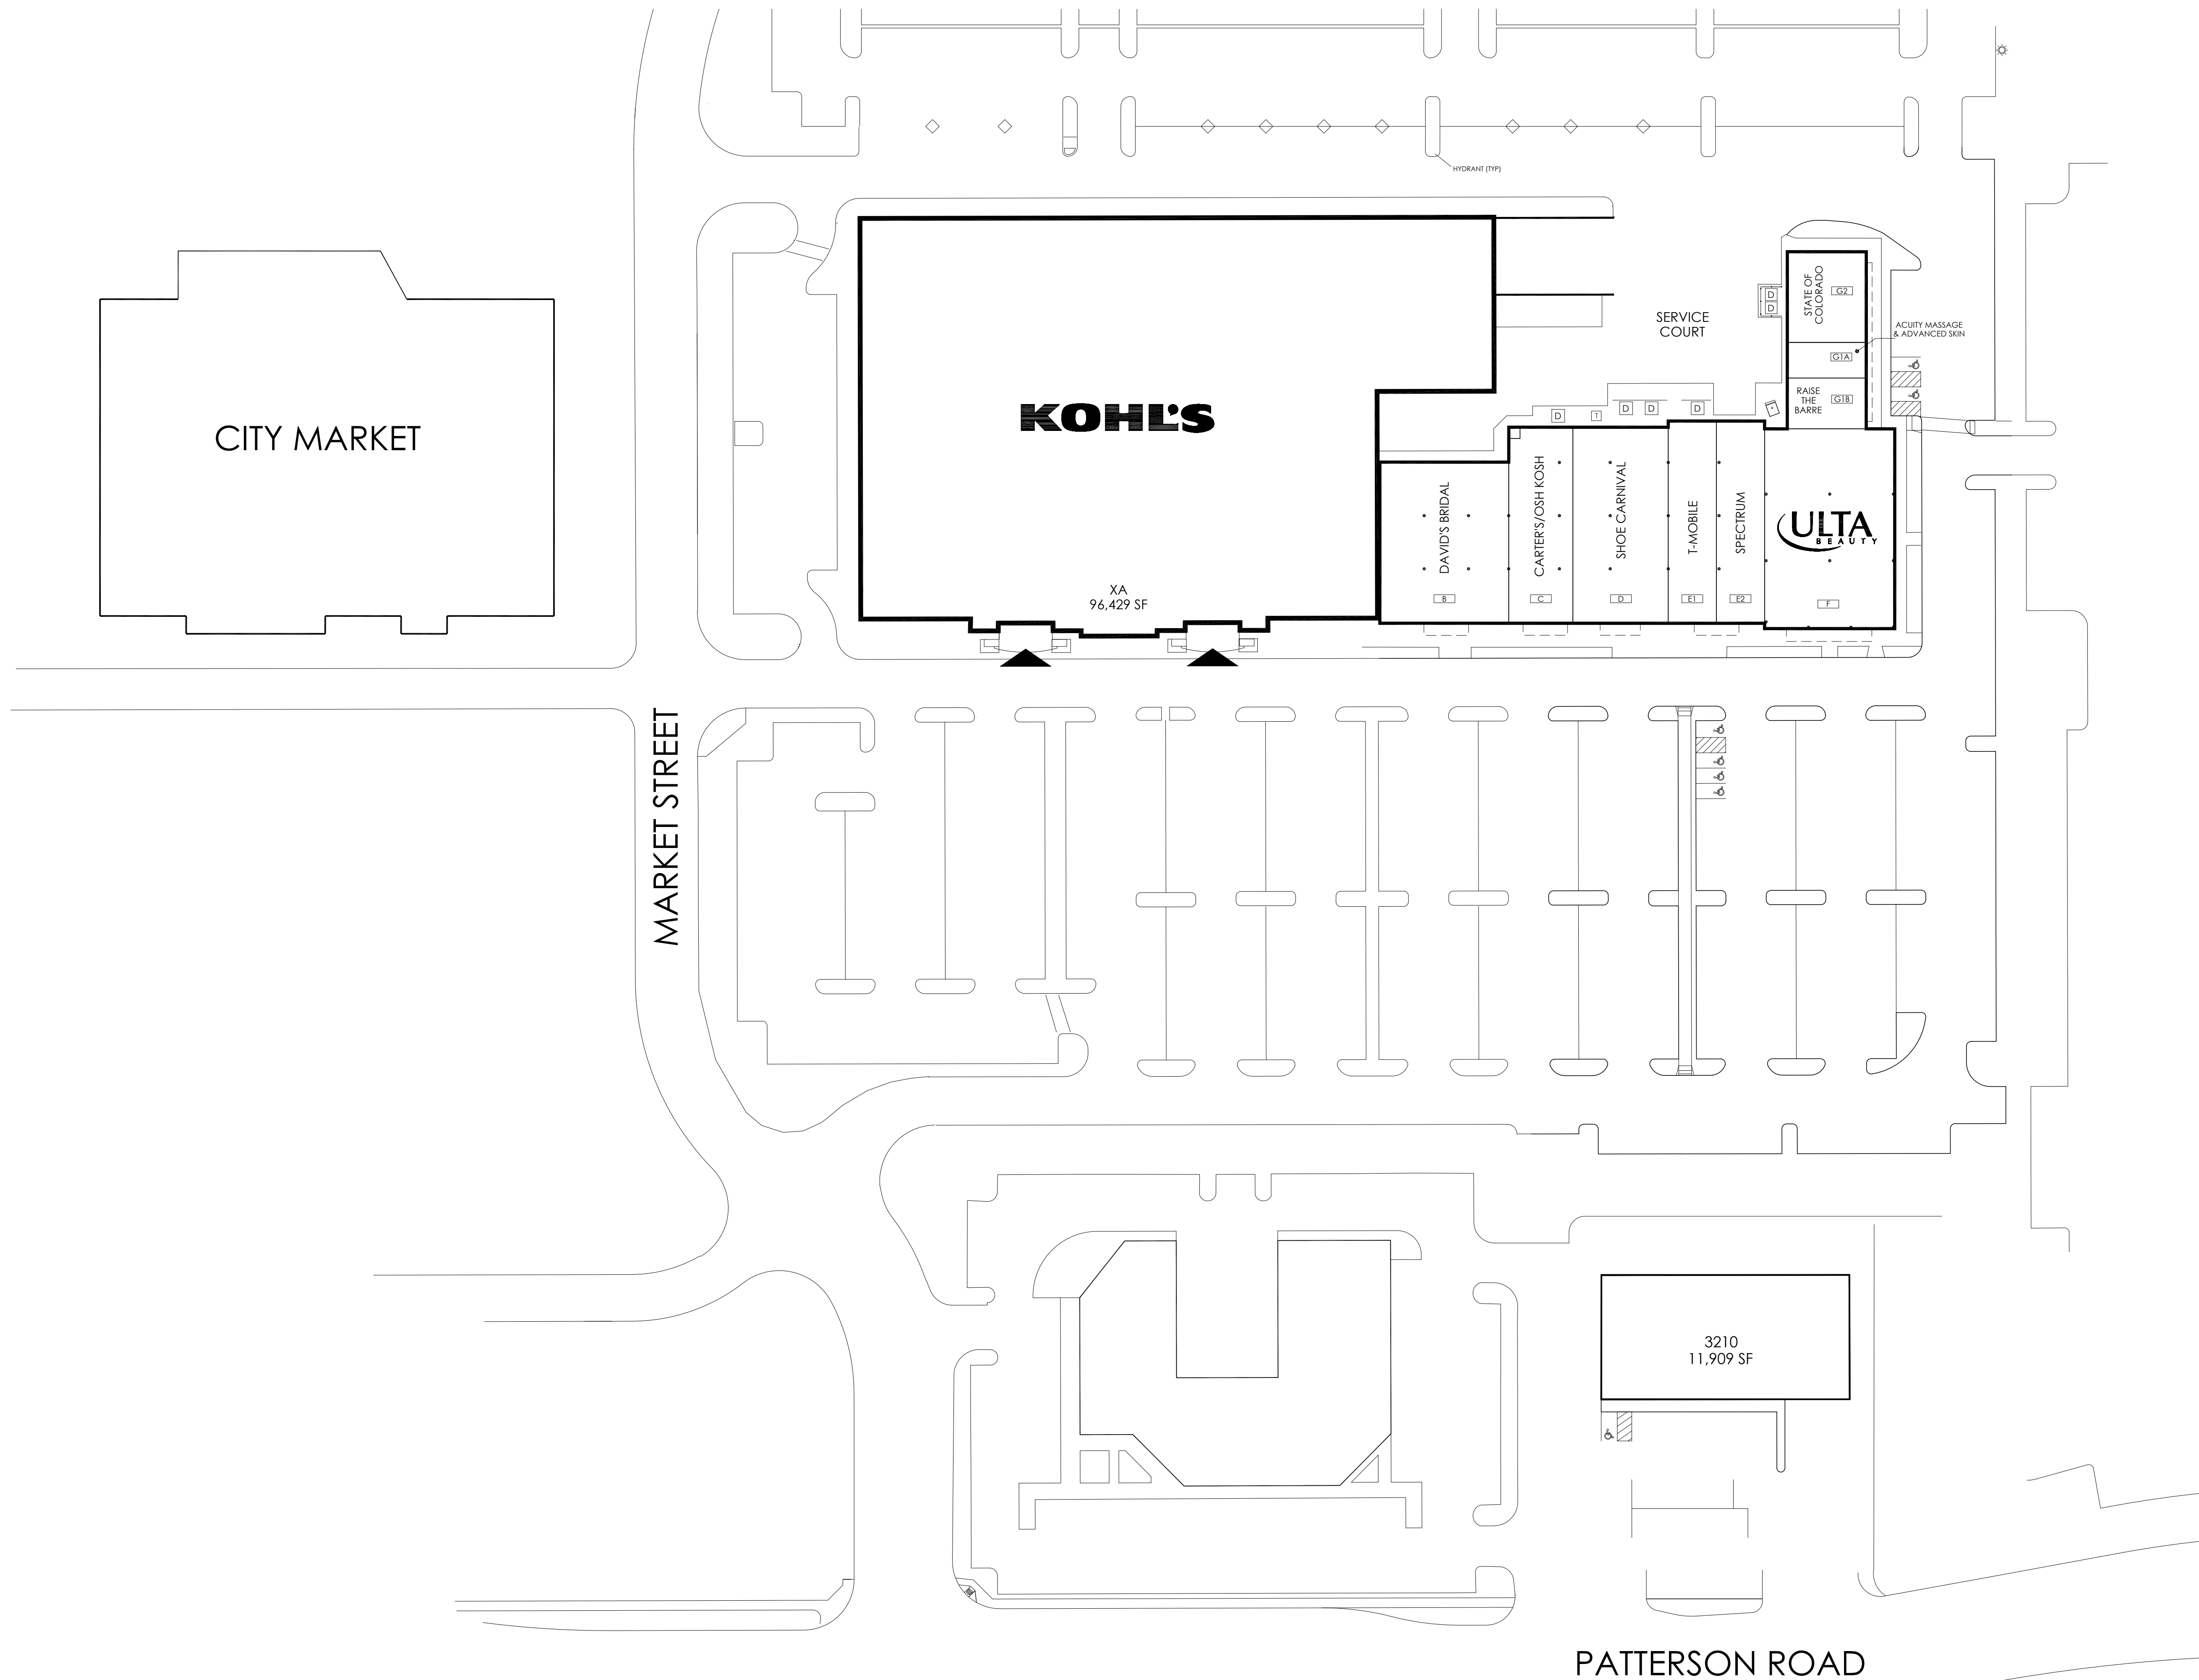 HYDRANT (TYP)
STATE OF
COLORADO
G2
D
D
SERVICE
COURT
ACUITY MASSAGE
& ADVANCED SKIN
G1A
RAISE
THE
BARRE
G1B
KOHL'S
CITY MARKET
D
T
D
D
D
DAVID'S BRIDAL
CARTER'S/OSH KOSH
SHOE CARNIVAL
T-MOBILE
SPECTRUM
ULTA
BEAUTY
B
C
D
E1
E2
F
XA
96,429 SF
MARKET STREET
3210
11,909 SF
PATTERSON ROAD